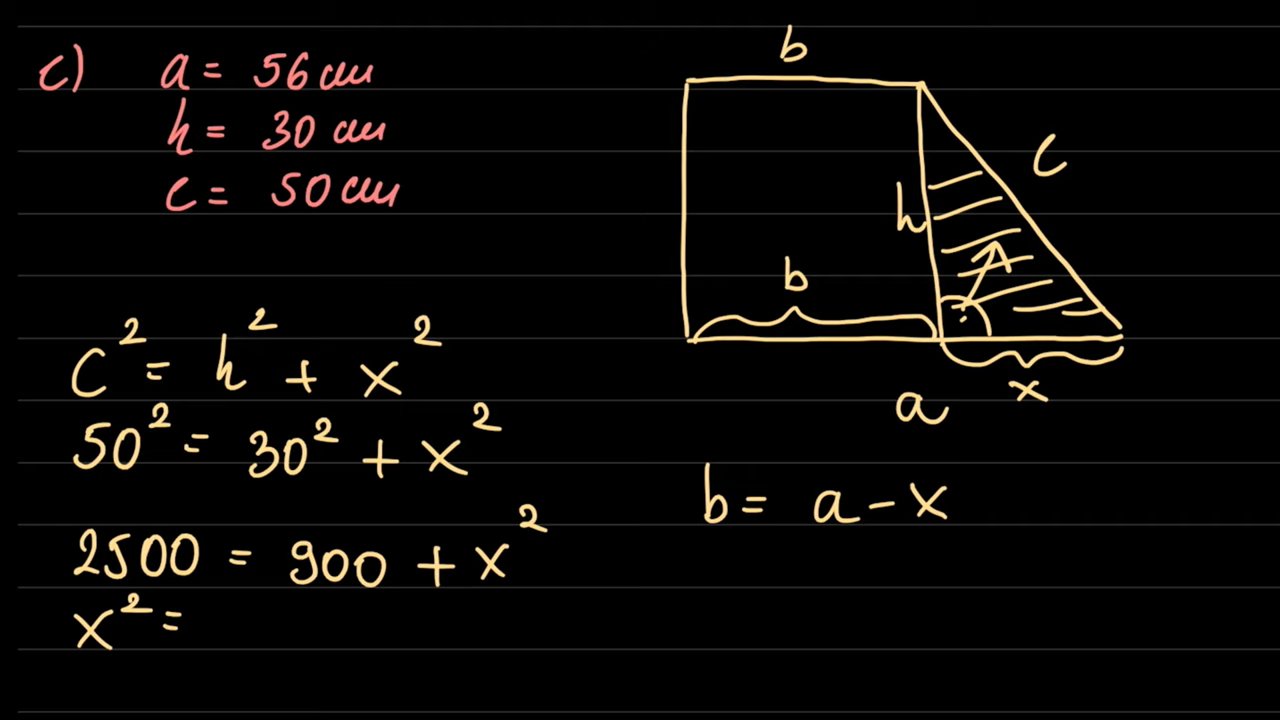 c) a = 56 cm
h = 30 cm
c = 50 cm
b
c
h
b
x
a
c² = h² + x²
50² = 30² + x²
2500 = 900 + x²
x² =
b = a - x